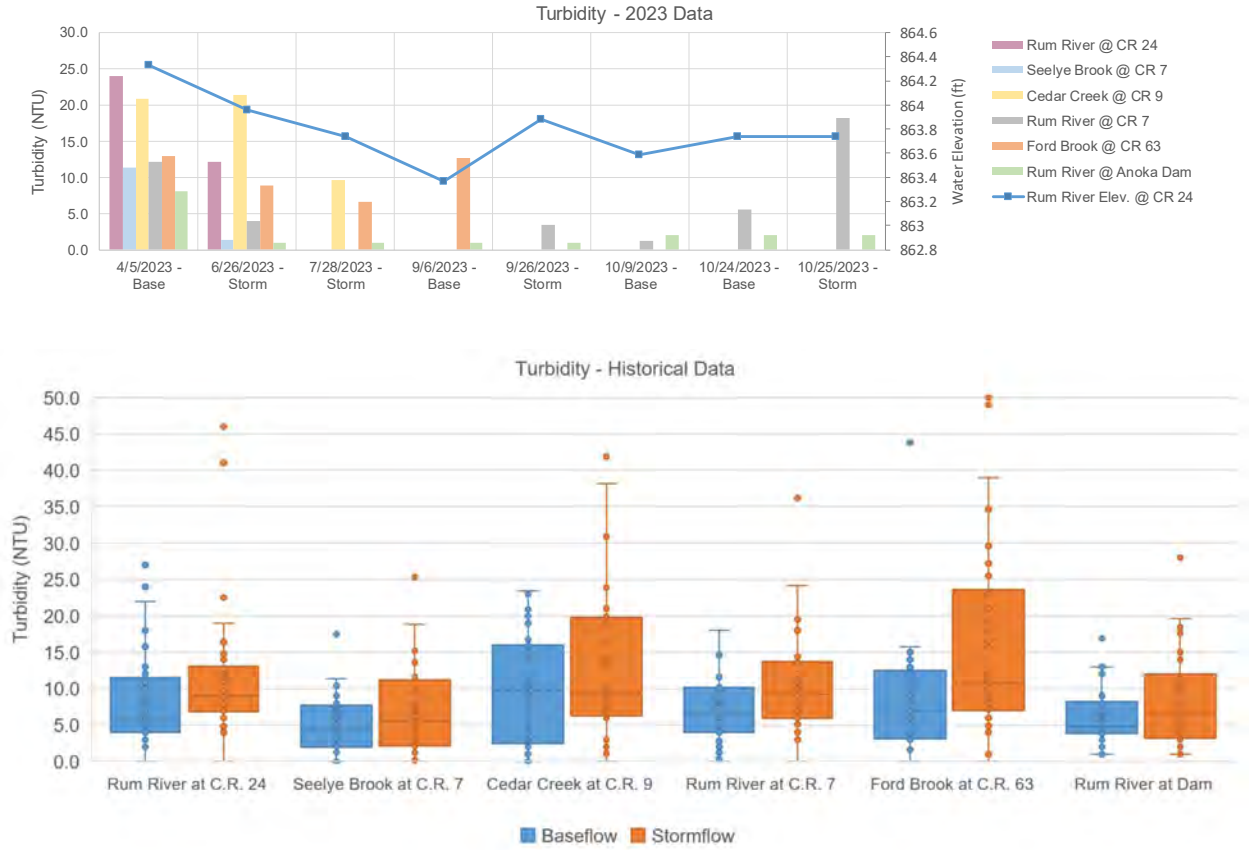 Turbidity - 2023 Data
30.0
25.0
20.0
15.0
10.0
5.0
0.0
Turbidity (NTU)
864.6
864.4
864.2
864
863.8
863.6
863.4
863.2
863
862.8
Water Elevation (ft)
4/5/2023 - Base
6/26/2023 - Storm
7/28/2023 - Storm
9/6/2023 - Base
9/26/2023 - Storm
10/9/2023 - Base
10/24/2023 - Base
10/25/2023 - Storm
Rum River @ CR 24
Seelye Brook @ CR 7
Cedar Creek @ CR 9
Rum River @ CR 7
Ford Brook @ CR 63
Rum River @ Anoka Dam
Rum River Elev. @ CR 24
Turbidity - Historical Data
50.0
45.0
40.0
35.0
30.0
25.0
20.0
15.0
10.0
5.0
0.0
Turbidity (NTU)
Rum River at C.R. 24
Seelye Brook at C.R. 7
Cedar Creek at C.R. 9
Rum River at C.R. 7
Ford Brook at C.R. 63
Rum River at Dam
Baseflow
Stormflow